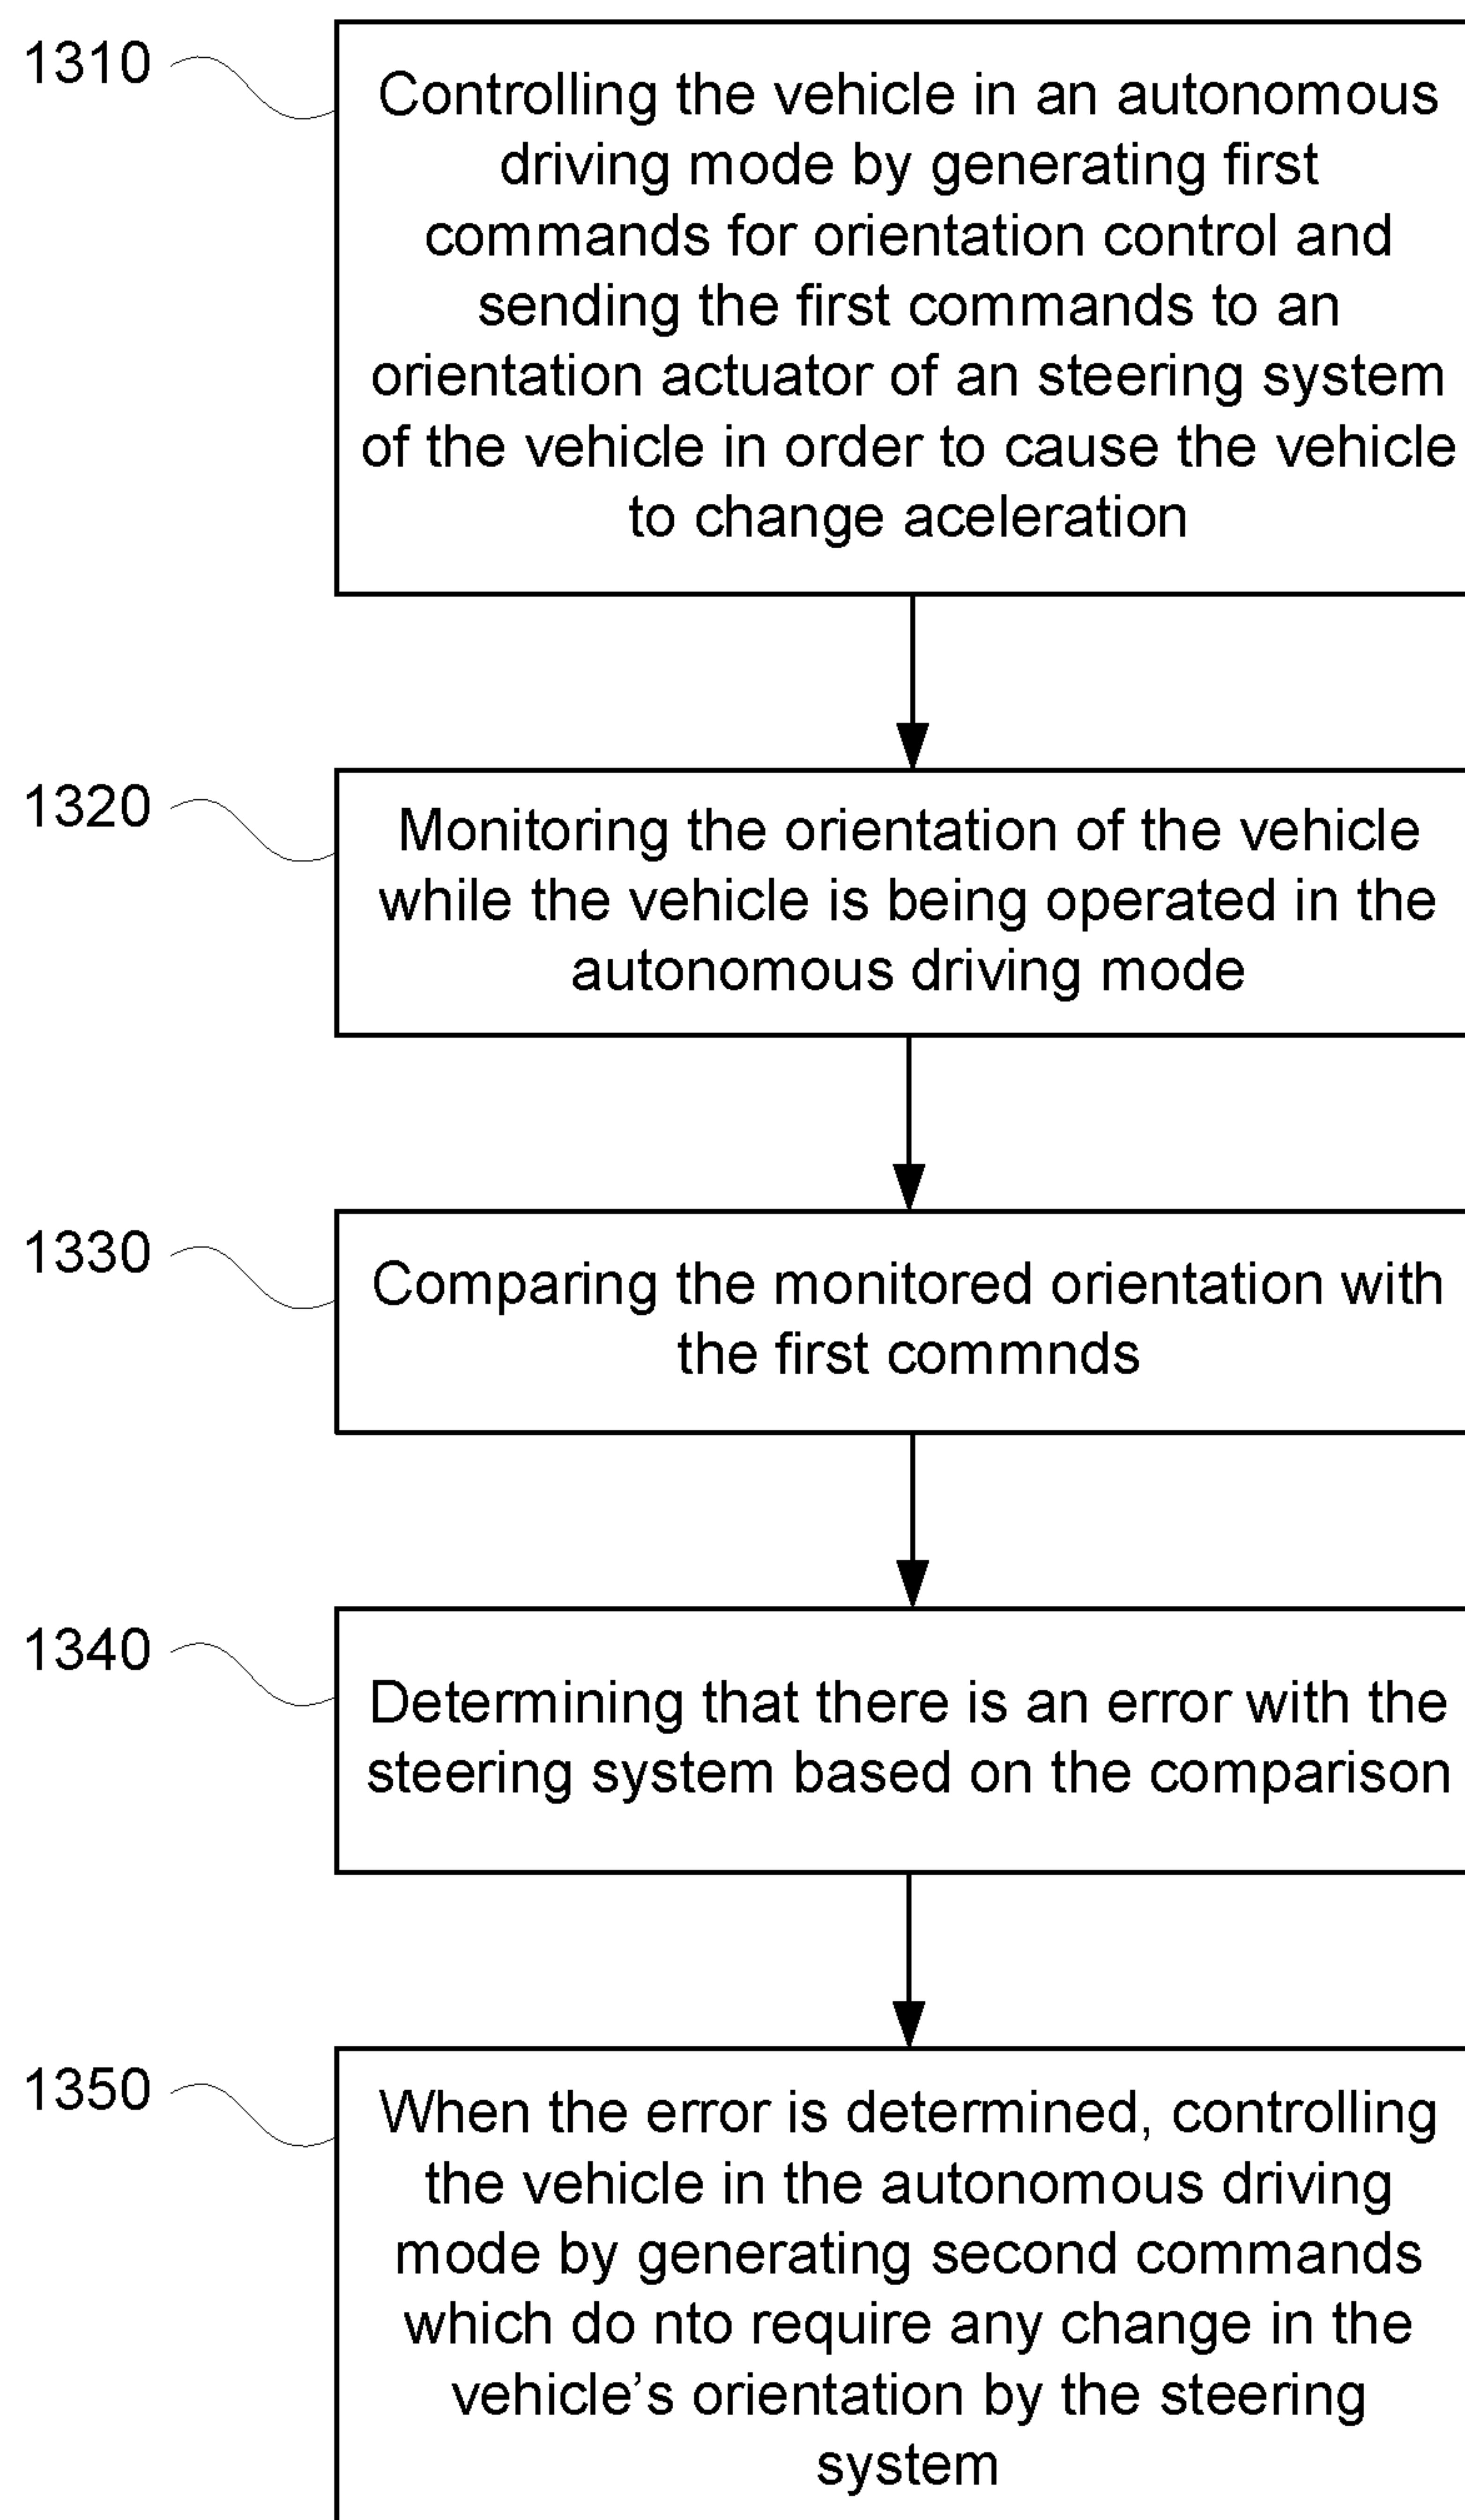 1310
Controlling the vehicle in an autonomous
driving mode by generating first
commands for orientation control and
sending the first commands to an
orientation actuator of an steering system
of the vehicle in order to cause the vehicle
to change aceleration
1320
Monitoring the orientation of the vehicle
while the vehicle is being operated in the
autonomous driving mode
1330
Comparing the monitored orientation with
the first commnds
1340
Determining that there is an error with the
steering system based on the comparison
1350
When the error is determined, controlling
the vehicle in the autonomous driving
mode by generating second commands
which do nto require any change in the
vehicle's orientation by the steering
system